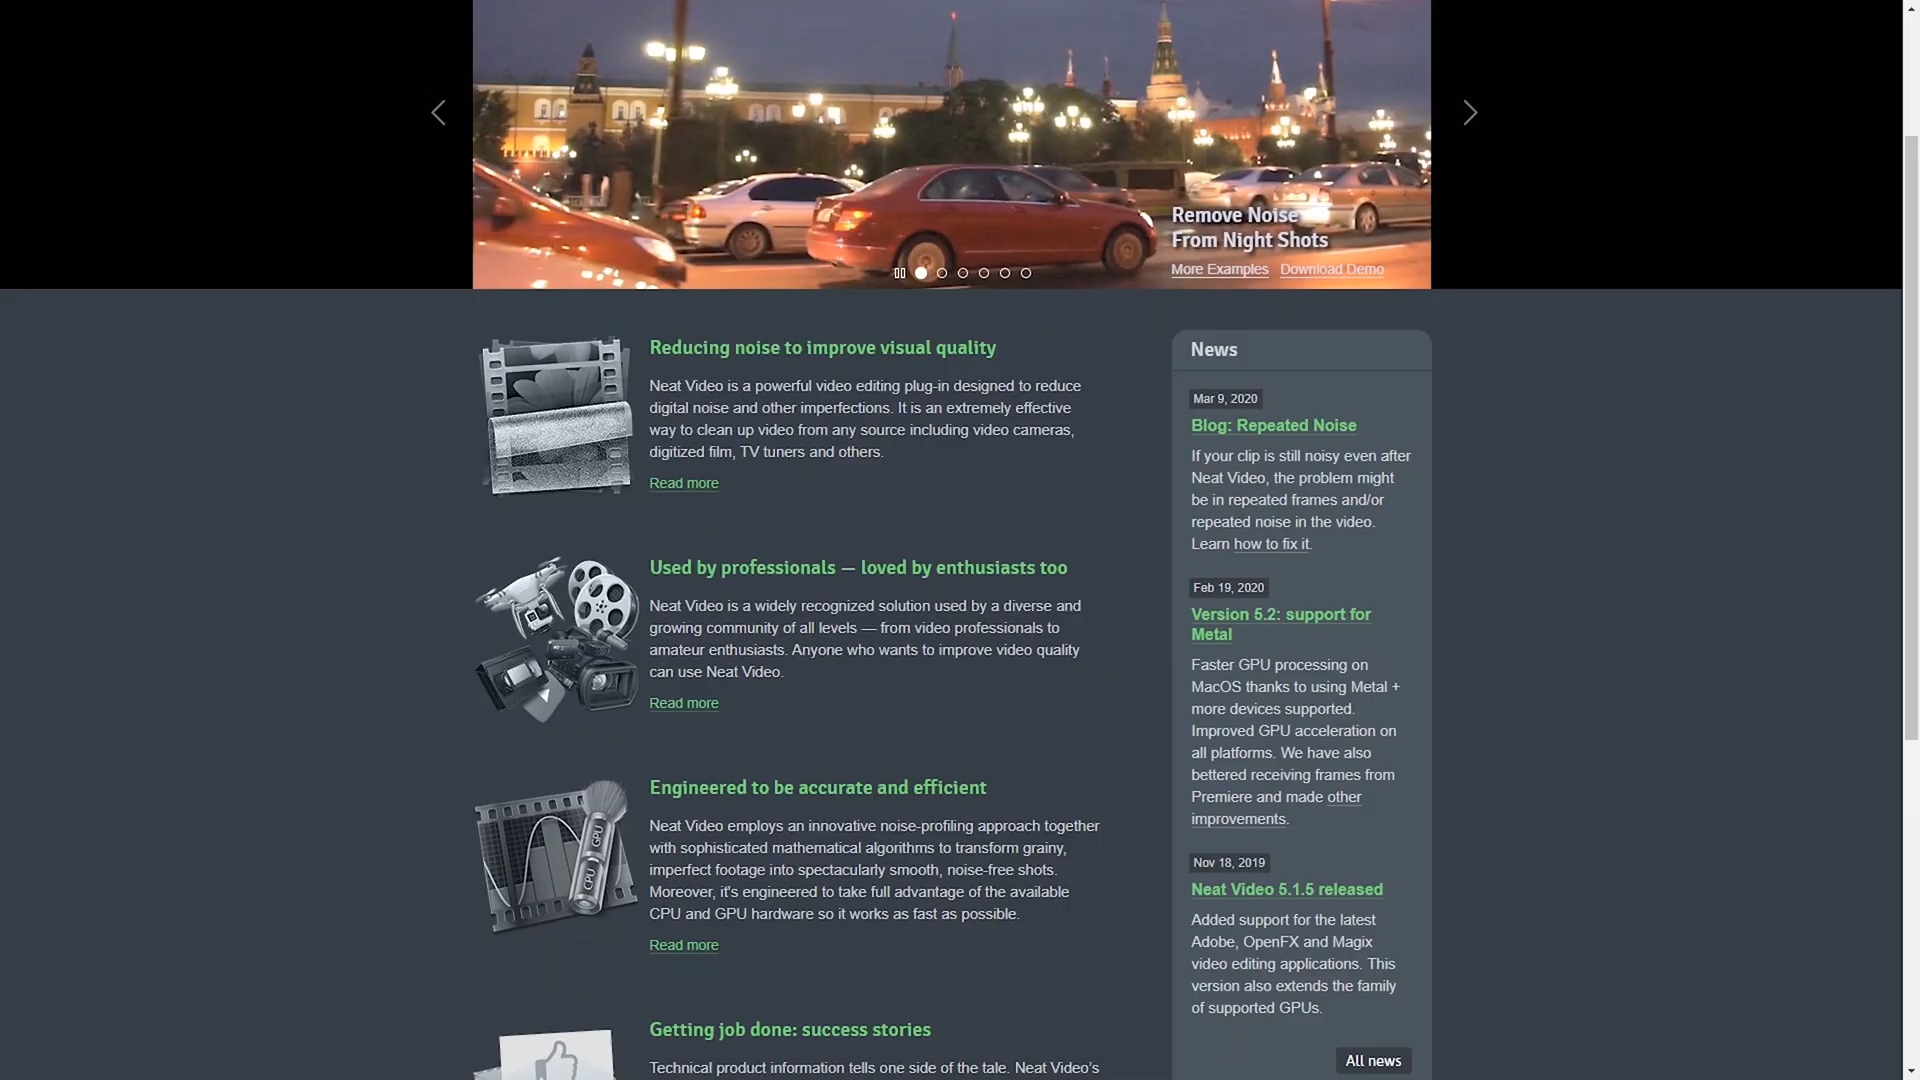 Remove Noise
From Night Shots
More Examples Download Demo
Reducing noise to improve visual quality
Neat Video is a powerful video editing plug-in designed to reduce
digital noise and other imperfections. It is an extremely effective
way to clean up video from any source including video cameras,
digitized film, TV tuners and others.
Read more
Used by professionals — loved by enthusiasts too
Neat Video is a widely recognized solution used by a diverse and
growing community of all levels — from video professionals to
amateur enthusiasts. Anyone who wants to improve video quality
can use Neat Video.
Read more
Engineered to be accurate and efficient
GPU
CPU
Neat Video employs an innovative noise-profiling approach together
with sophisticated mathematical algorithms to transform grainy,
imperfect footage into spectacularly smooth, noise-free shots.
Moreover, it's engineered to take full advantage of the available
CPU and GPU hardware so it works as fast as possible.
Read more
Getting job done: success stories
Technical product information tells one side of the tale. Neat Video's
News
Mar 9, 2020
Blog: Repeated Noise
If your clip is still noisy even after
Neat Video, the problem might
be in repeated frames and/or
repeated noise in the video.
Learn how to fix it.
Feb 19, 2020
Version 5.2: support for
Metal
Faster GPU processing on
MacOS thanks to using Metal +
more devices supported.
Improved GPU acceleration on
all platforms. We have also
bettered receiving frames from
Premiere and made other
improvements.
Nov 18, 2019
Neat Video 5.1.5 released
Added support for the latest
Adobe, OpenFX and Magix
video editing applications. This
version also extends the family
of supported GPUs.
All news